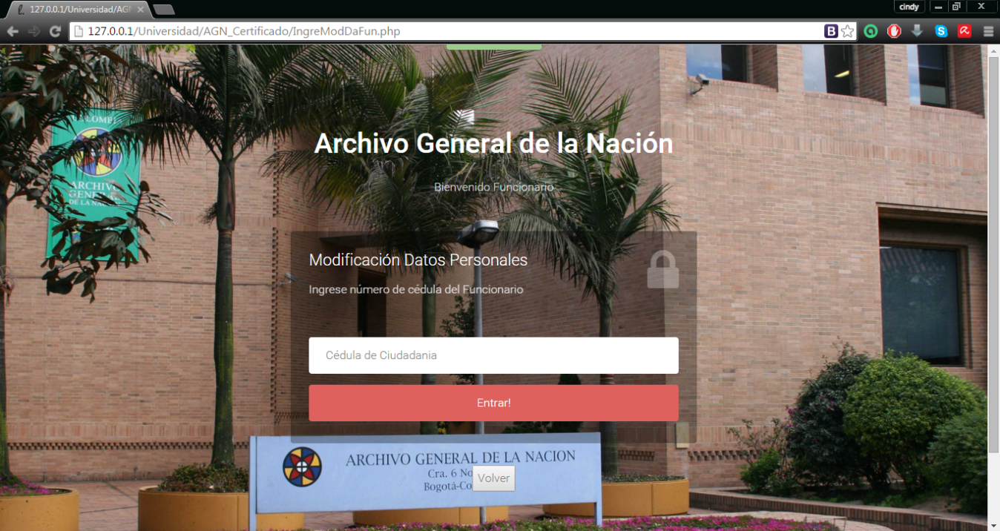 127.0.0.1/Universidad/AGN
cindy
127.0.0.1/Universidad/AGN_Certificado/IngreModDaFun.php
COLOMBIA
ARCHIVO
GENERAL
DE LA
Archivo General de la Nación
Bienvenido Funcionario
Modificación Datos Personales
Ingrese número de cédula del Funcionario
Cédula de Ciudadania
Entrar!
ARCHIVO GENERAL DE LA NACION
Cra. 6 No
Bogotá-Co
Volver